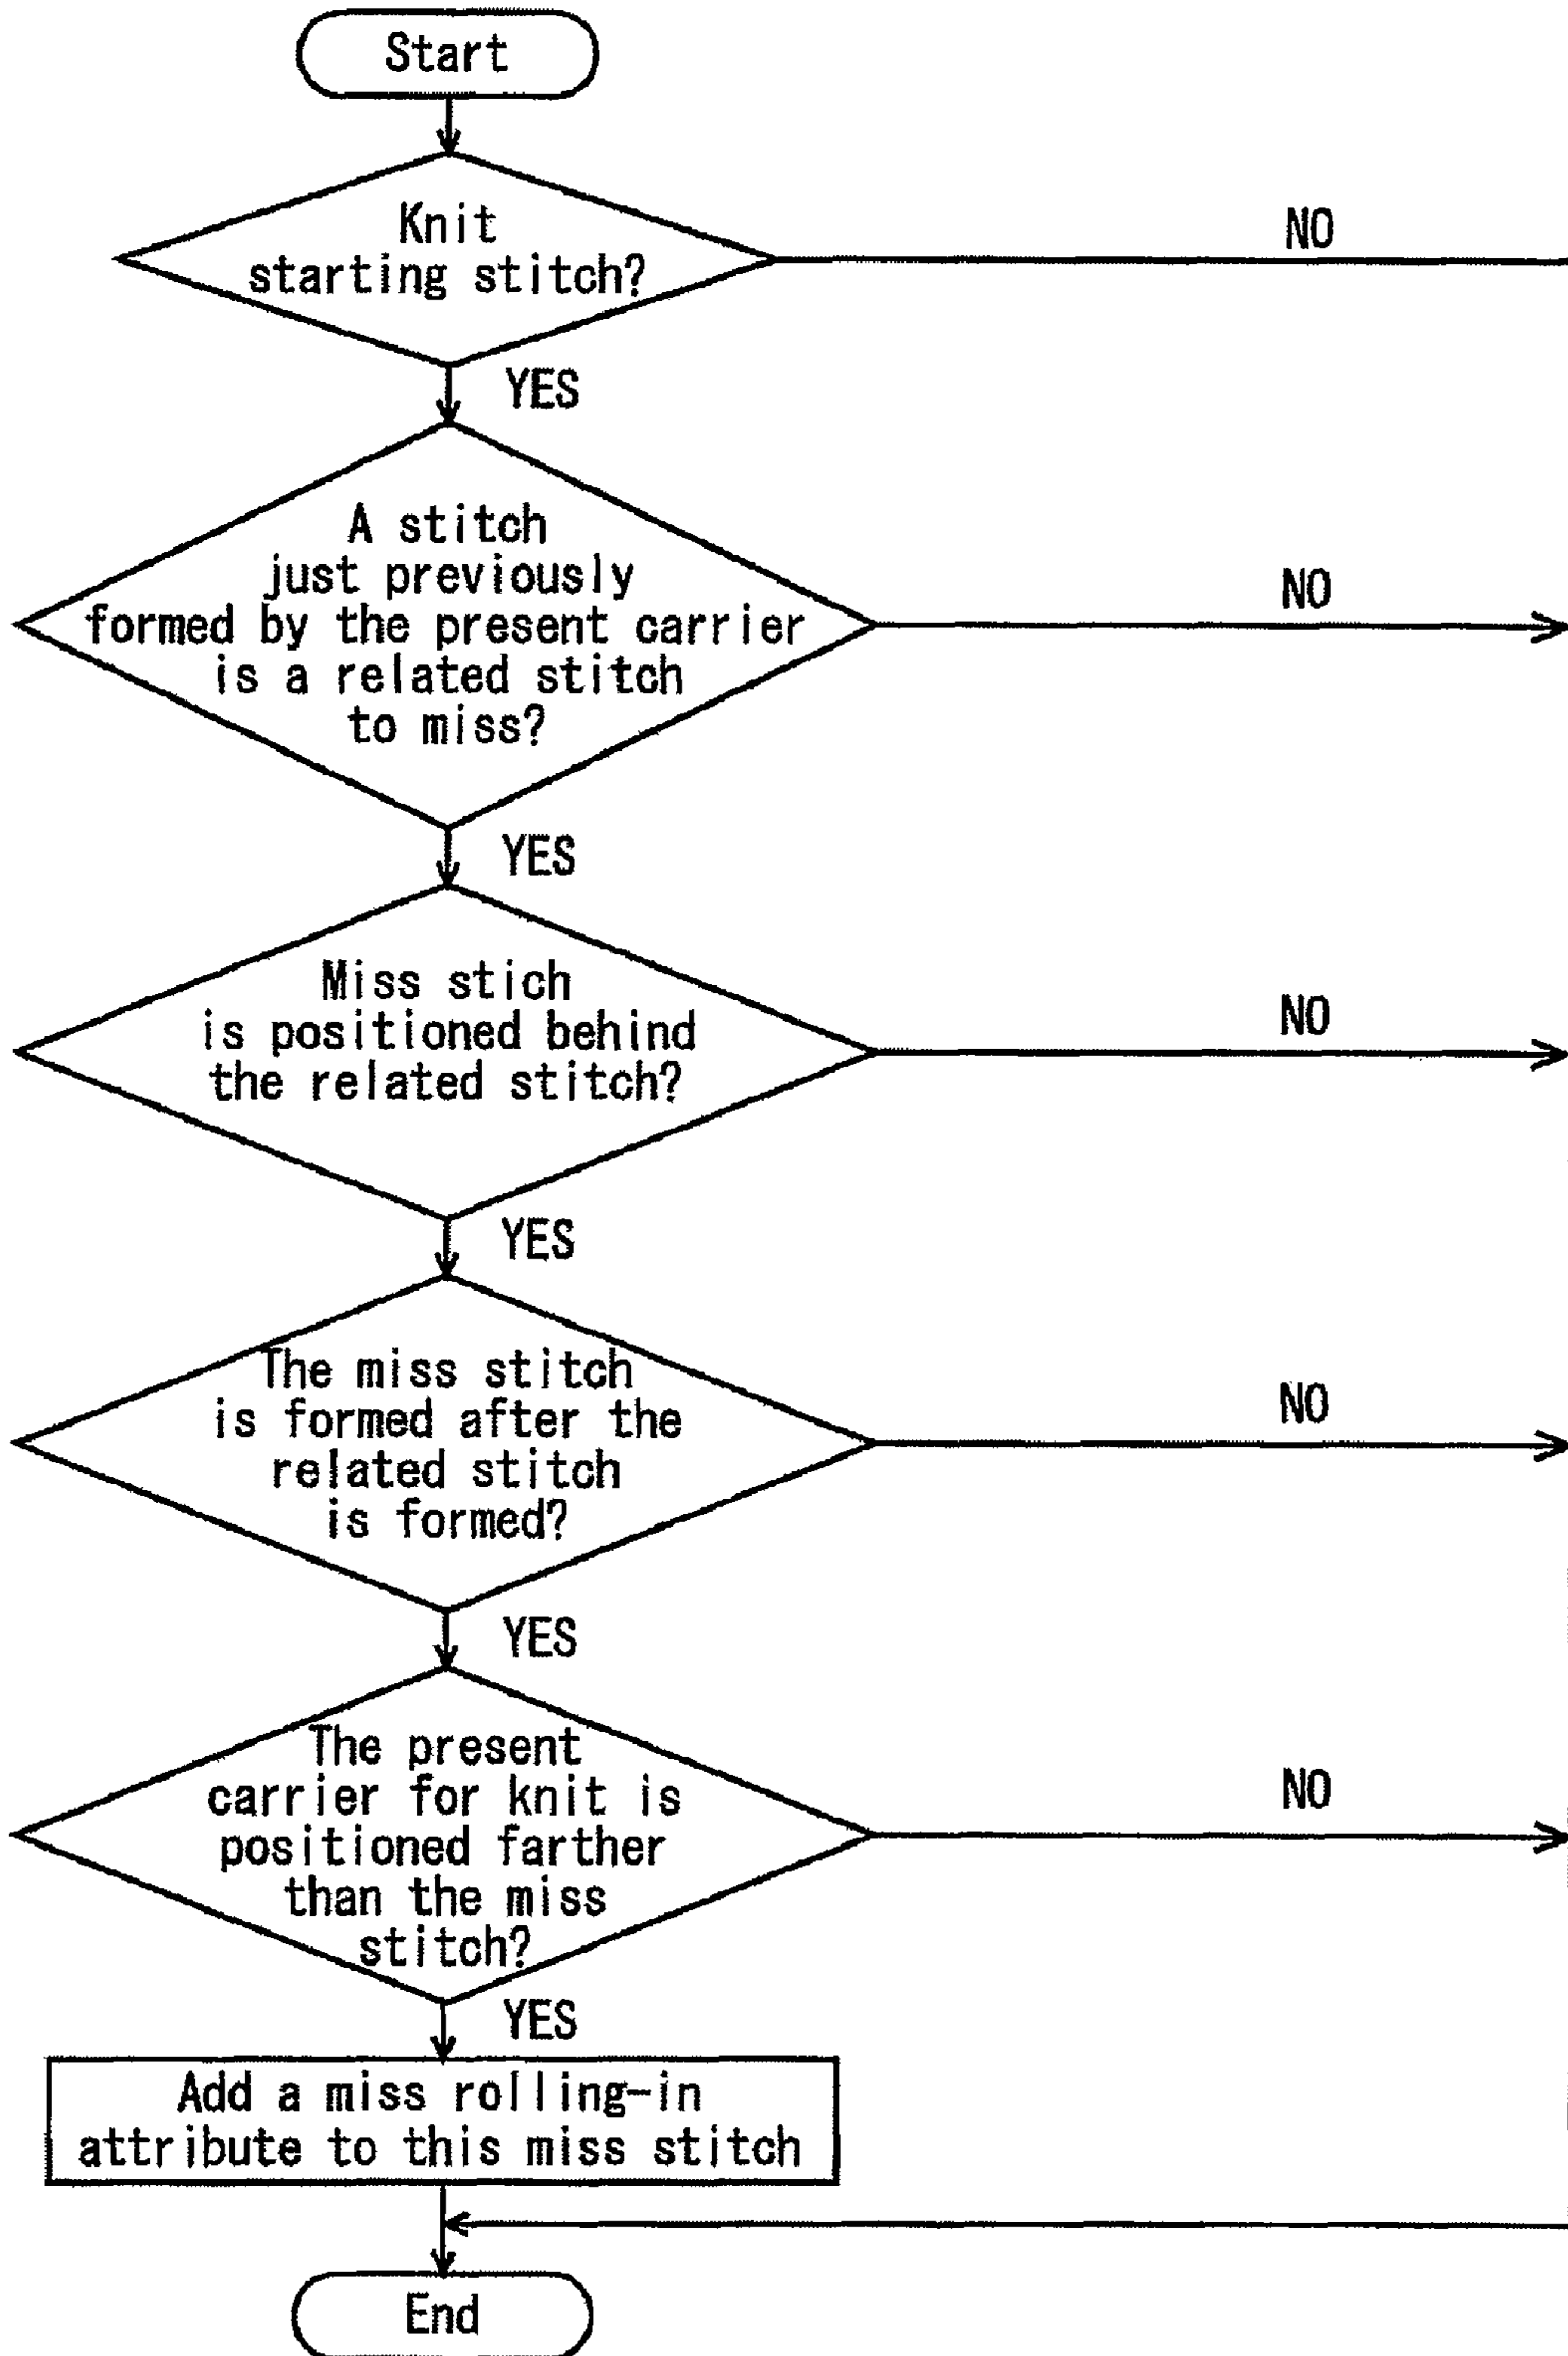 Start
Knit
starting stitch?
NO
YES
A stitch
just previously
formed by the present carrier
is a related stitch
to miss?
NO
YES
Miss stich
is positioned behind
the related stitch?
NO
YES
The miss stitch
is formed after the
related stitch
is formed?
NO
YES
The present
carrier for knit is
positioned farther
than the miss
stitch?
NO
YES
Add a miss rolling-in
attribute to this miss stitch
End